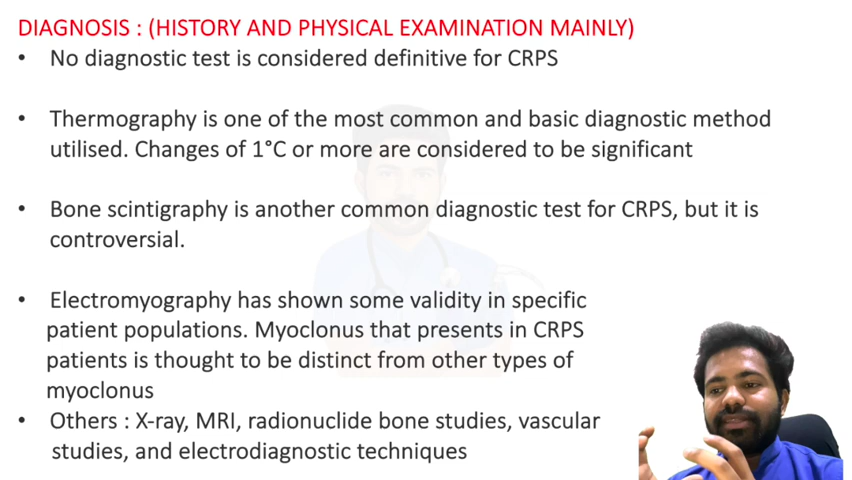 DIAGNOSIS : (HISTORY AND PHYSICAL EXAMINATION MAINLY)
• No diagnostic test is considered definitive for CRPS
• Thermography is one of the most common and basic diagnostic method
utilised. Changes of 1°C or more are considered to be significant
• Bone scintigraphy is another common diagnostic test for CRPS, but it is
controversial.
• Electromyography has shown some validity in specific
patient populations. Myoclonus that presents in CRPS
patients is thought to be distinct from other types of
myoclonus
• Others : X-ray, MRI, radionuclide bone studies, vascular
studies, and electrodiagnostic techniques